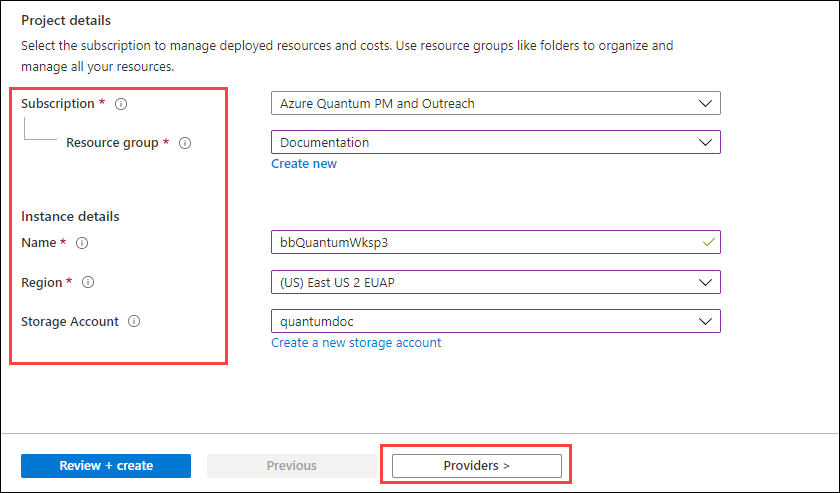 Project details
Select the subscription to manage deployed resources and costs. Use resource groups like folders to organize and
manage all your resources.
Subscription *
Azure Quantum PM and Outreach
Resource group *
Documentation
Create new
Instance details
Name *
bbQuantumWksp3
Region *
(US) East US 2 EUAP
Storage Account
quantumdoc
Create a new storage account
Review + create
Previous
Providers >